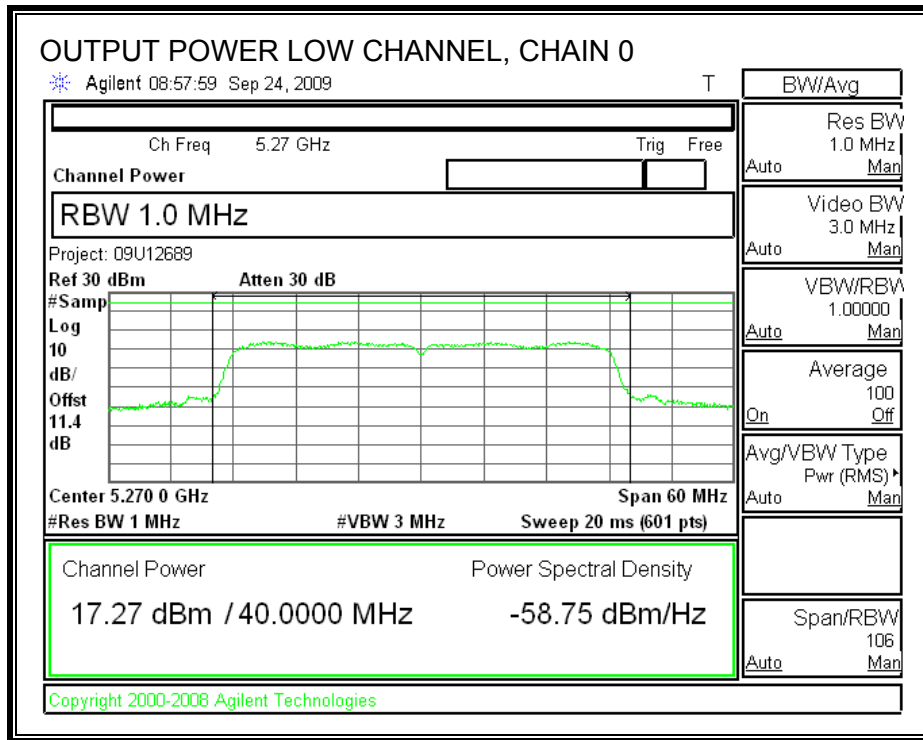 OUTPUT POWER LOW CHANNEL, CHAIN 0
Agilent 08:57:59 Sep 24, 2009 T
Ch Freq 5.27 GHz Trig Free
Channel Power
RBW 1.0 MHz
Project: 09U12689
Ref 30 dBm Atten 30 dB
#Samp
Log
10
dB/
Offst
11.4
dB
Center 5.270 0 GHz Span 60 MHz
#Res BW 1 MHz #VBW 3 MHz Sweep 20 ms (601 pts)
Channel Power Power Spectral Density
17.27 dBm / 40.0000 MHz -58.75 dBm/Hz
Copyright 2000-2008 Agilent Technologies
BW/Avg
Res BW
1.0 MHz
Auto Man
Video BW
3.0 MHz
Auto Man
VBW/RBW
1.00000
Auto Man
Average
100
On Off
Avg/VBW Type
Pwr (RMS)
Auto Man
Span/RBW
106
Auto Man